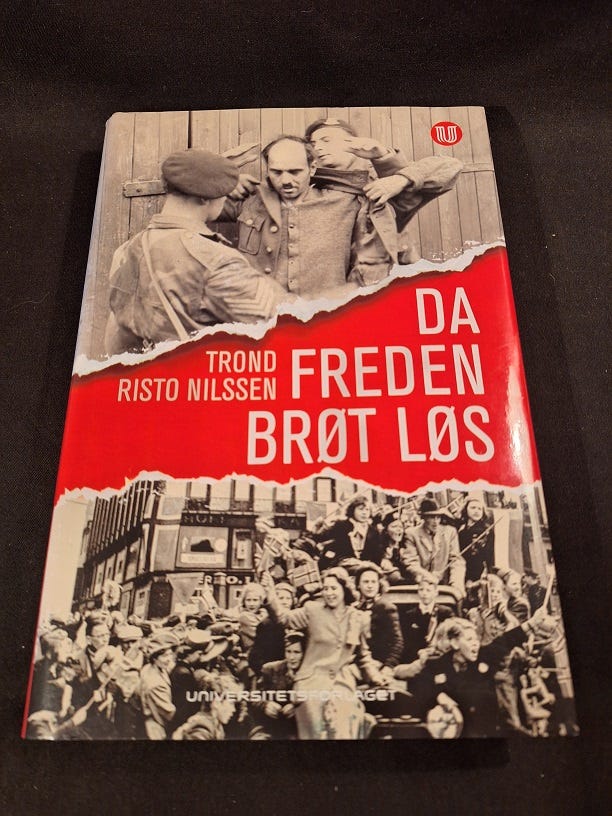 DA
TROND FREDEN
RISTO NILSSEN
BRØT LØS
UNIVERSITETSFORLAGET